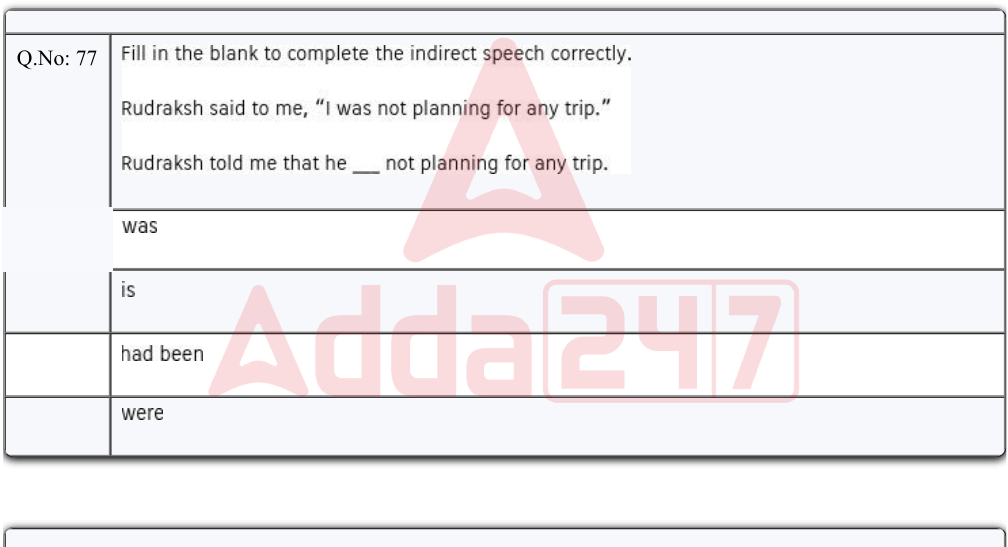 Q.No: 77
Fill in the blank to complete the indirect speech correctly.
Rudraksh said to me, “I was not planning for any trip.”
Rudraksh told me that he ___ not planning for any trip.
was
is
Adda247
had been
were